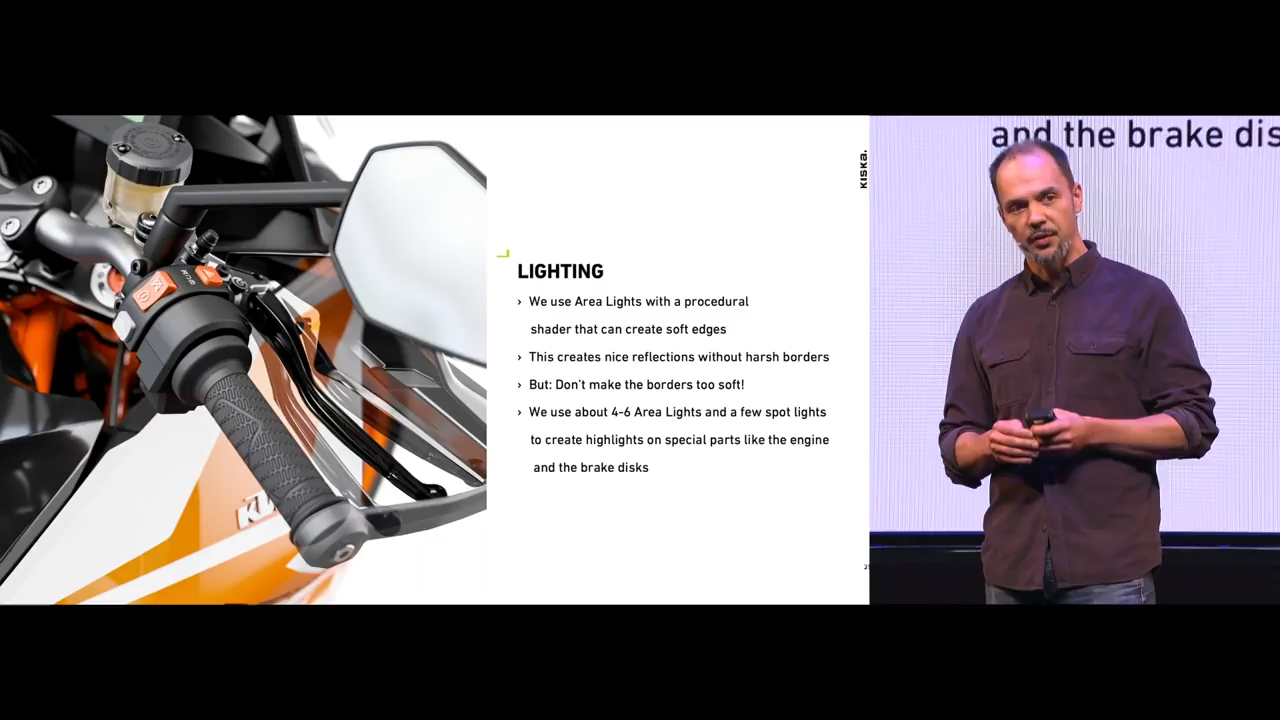 and the brake dis
KISKA.
LIGHTING
› We use Area Lights with a procedural
shader that can create soft edges
› This creates nice reflections without harsh borders
› But: Don't make the borders too soft!
› We use about 4-6 Area Lights and a few spot lights
to create highlights on special parts like the engine
and the brake disks